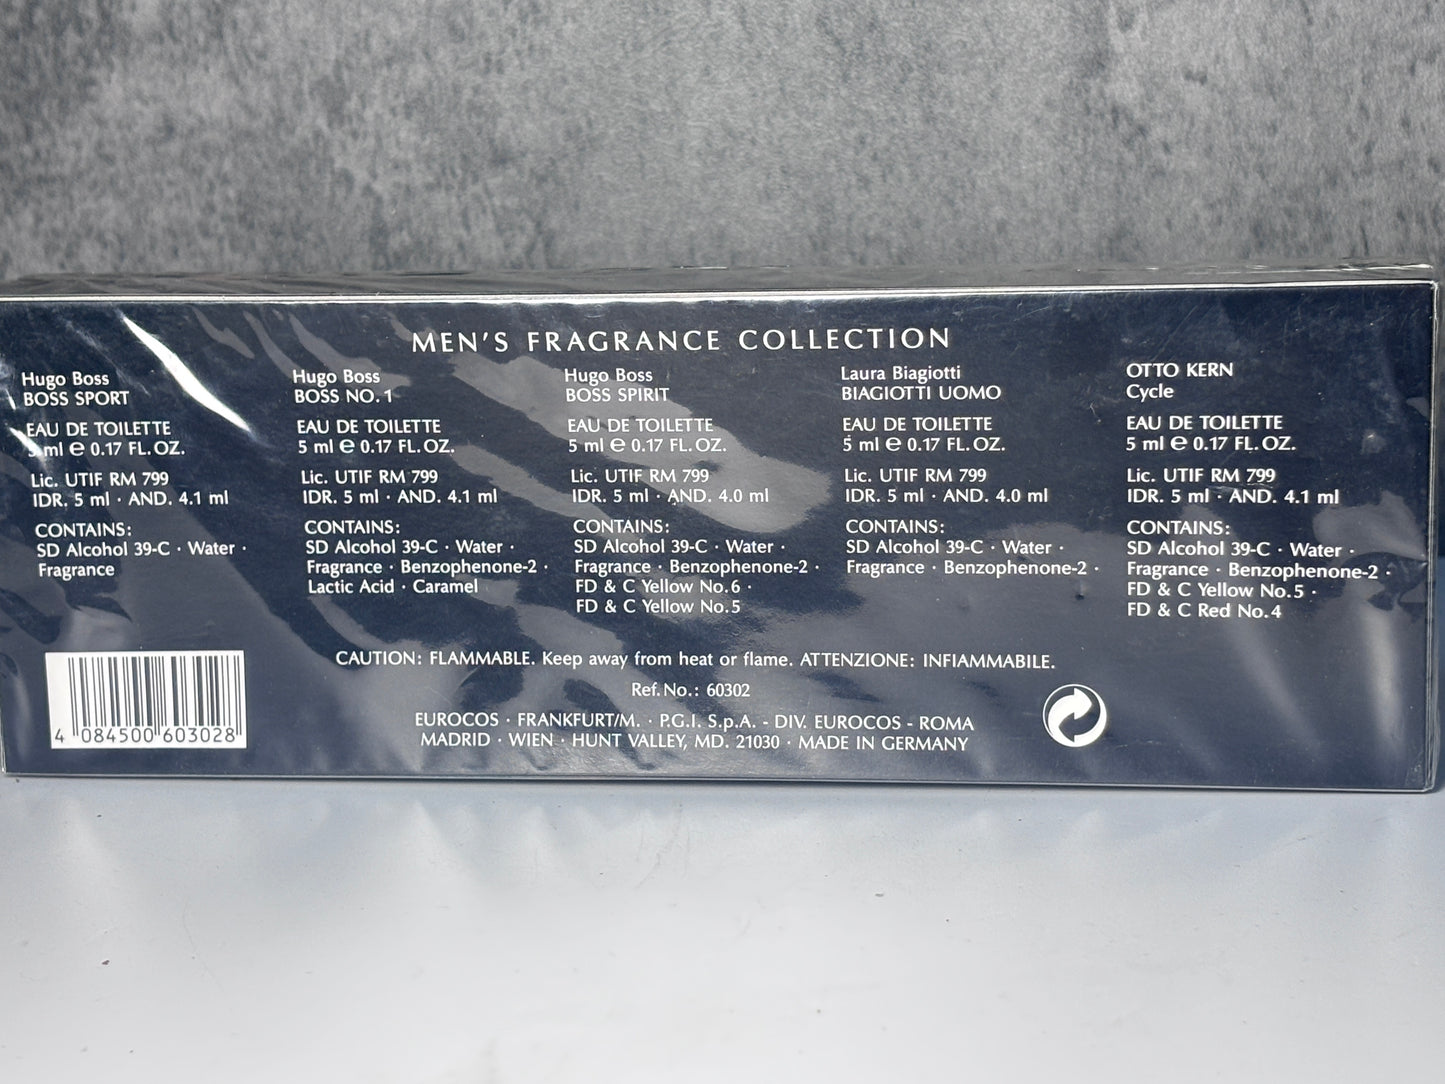 MEN'S FRAGRANCE COLLECTION
Hugo Boss
BOSS SPORT
EAU DE TOILETTE
5 ml ℮ 0.17 FL.OZ.
Lic. UTIF RM 799
IDR. 5 ml · AND. 4.1 ml
CONTAINS:
SD Alcohol 39-C · Water ·
Fragrance
Hugo Boss
BOSS NO.1
EAU DE TOILETTE
5 ml ℮ 0.17 FL.OZ.
Lic. UTIF RM 799
IDR. 5 ml · AND. 4.1 ml
CONTAINS:
SD Alcohol 39-C · Water ·
Fragrance · Benzophenone-2 ·
Lactic Acid · Caramel
Hugo Boss
BOSS SPIRIT
EAU DE TOILETTE
5 ml ℮ 0.17 FL.OZ.
Lic. UTIF RM 799
IDR. 5 ml · AND. 4.0 ml
CONTAINS:
SD Alcohol 39-C · Water ·
Fragrance · Benzophenone-2 ·
FD & C Yellow No.6 ·
FD & C Yellow No.5
Laura Biagiotti
BIAGIOTTI UOMO
EAU DE TOILETTE
5 ml ℮ 0.17 FL.OZ.
Lic. UTIF RM 799
IDR. 5 ml · AND. 4.0 ml
CONTAINS:
SD Alcohol 39-C · Water ·
Fragrance · Benzophenone-2 ·
OTTO KERN
Cycle
EAU DE TOILETTE
5 ml ℮ 0.17 FL.OZ.
Lic. UTIF RM 799
IDR. 5 ml · AND. 4.1 ml
CONTAINS:
SD Alcohol 39-C · Water ·
Fragrance · Benzophenone-2 ·
FD & C Yellow No.5 ·
FD & C Red No.4
CAUTION: FLAMMABLE. Keep away from heat or flame. ATTENZIONE: INFIAMMABILE.
Ref.No.: 60302
EUROCOS · FRANKFURT/M. · P.G.I. S.p.A. - DIV. EUROCOS - ROMA
MADRID · WIEN · HUNT VALLEY, MD. 21030 · MADE IN GERMANY
4 084500 603028